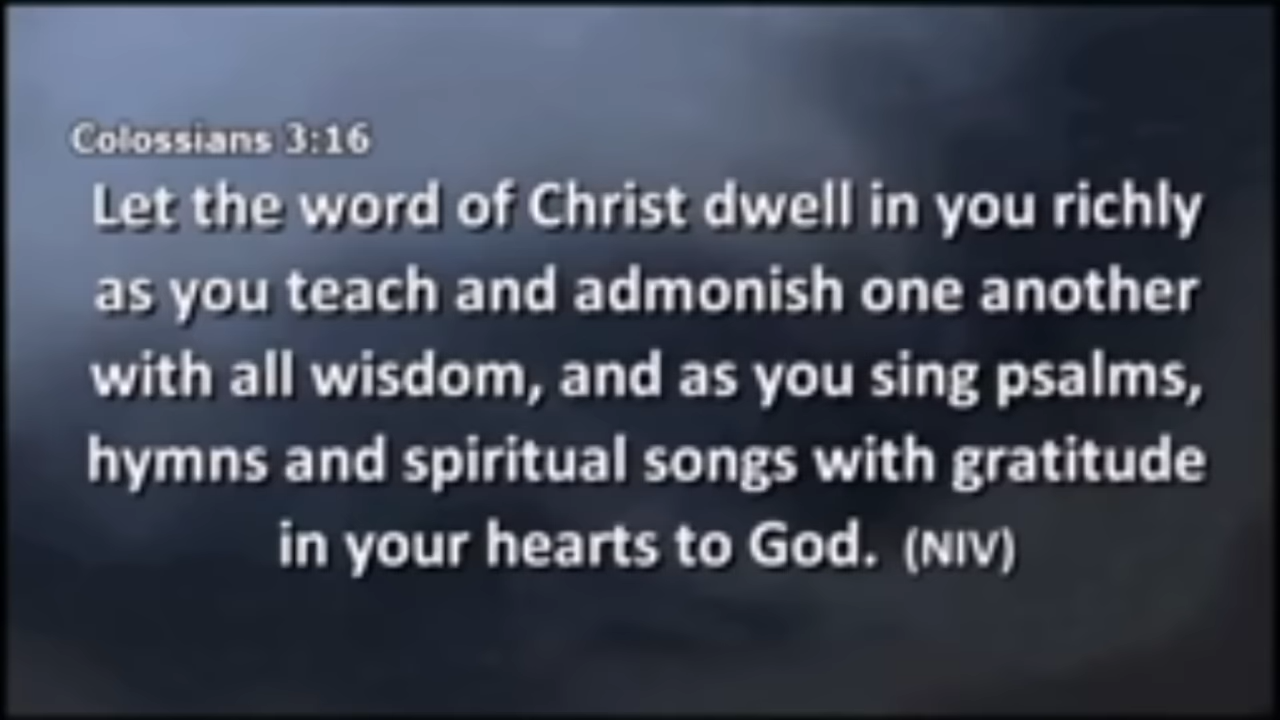 Colossians 3:16
Let the word of Christ dwell in you richly
as you teach and admonish one another
with all wisdom, and as you sing psalms,
hymns and spiritual songs with gratitude
in your hearts to God. (NIV)